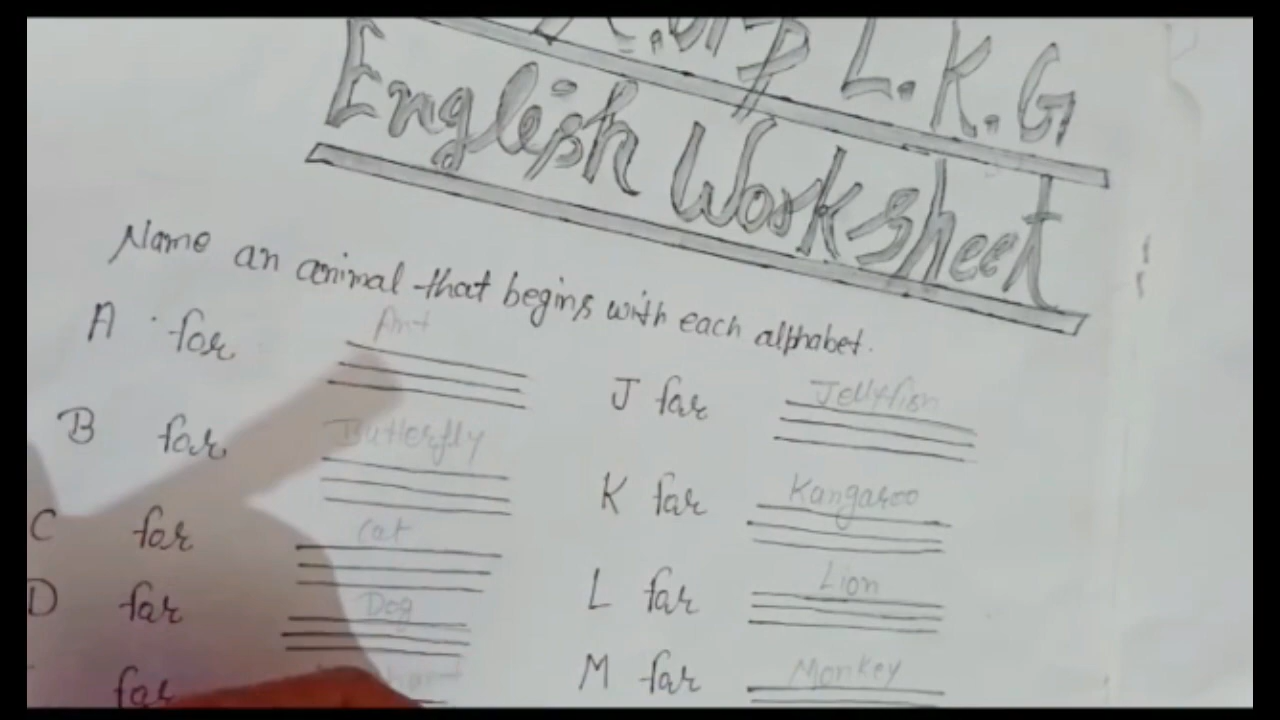 L.K.G
English Worksheet
Name an animal that begins with each alphabet.
A for Ant
B for Butterfly
C for Cat
D for Dog
for
J for Jellyfish
K for Kangaroo
L for Lion
M for Monkey